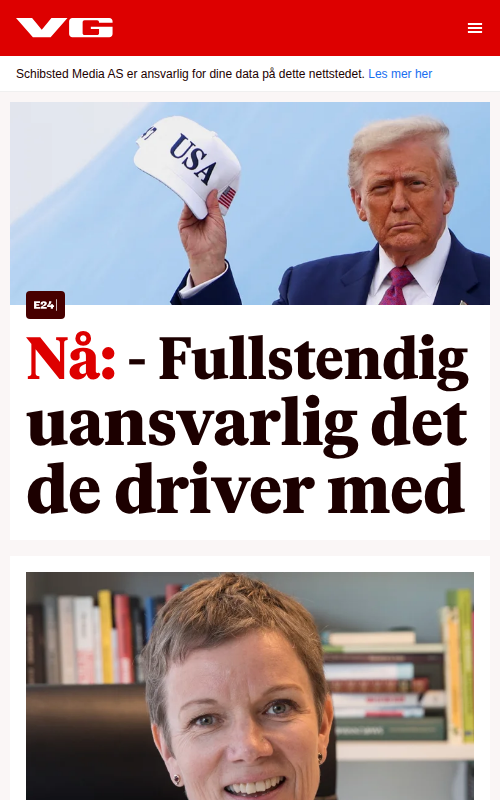 VG
Schibsted Media AS er ansvarlig for dine data på dette nettstedet. Les mer her
47
USA
E24
Nå: - Fullstendig
uansvarlig det
de driver med